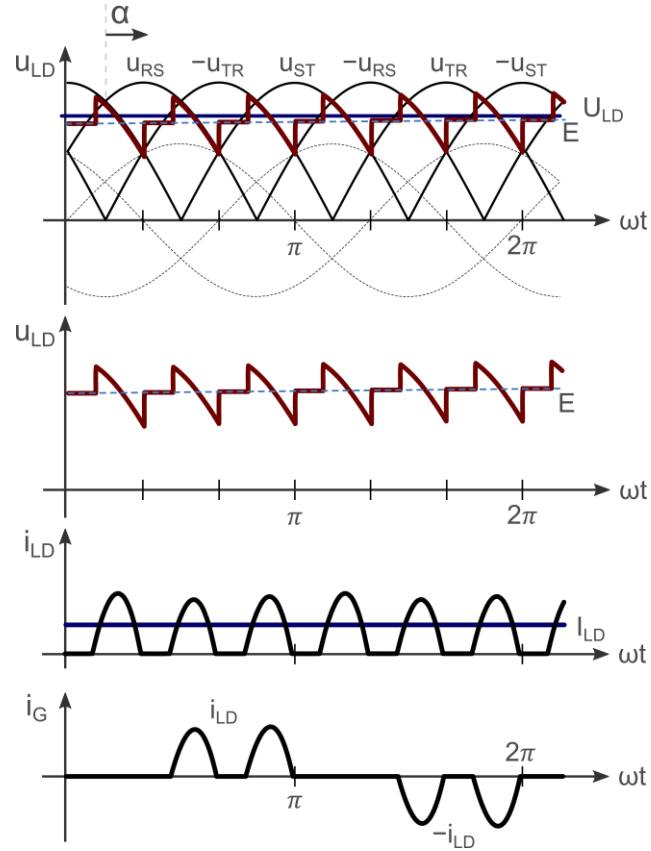 α
u_LD u_RS -u_TR u_ST -u_RS u_TR -u_ST
U_LD
E
π 2π ωt
u_LD
E
π 2π ωt
i_LD
I_LD
π 2π ωt
i_G i_LD
2π
π ωt
-i_LD